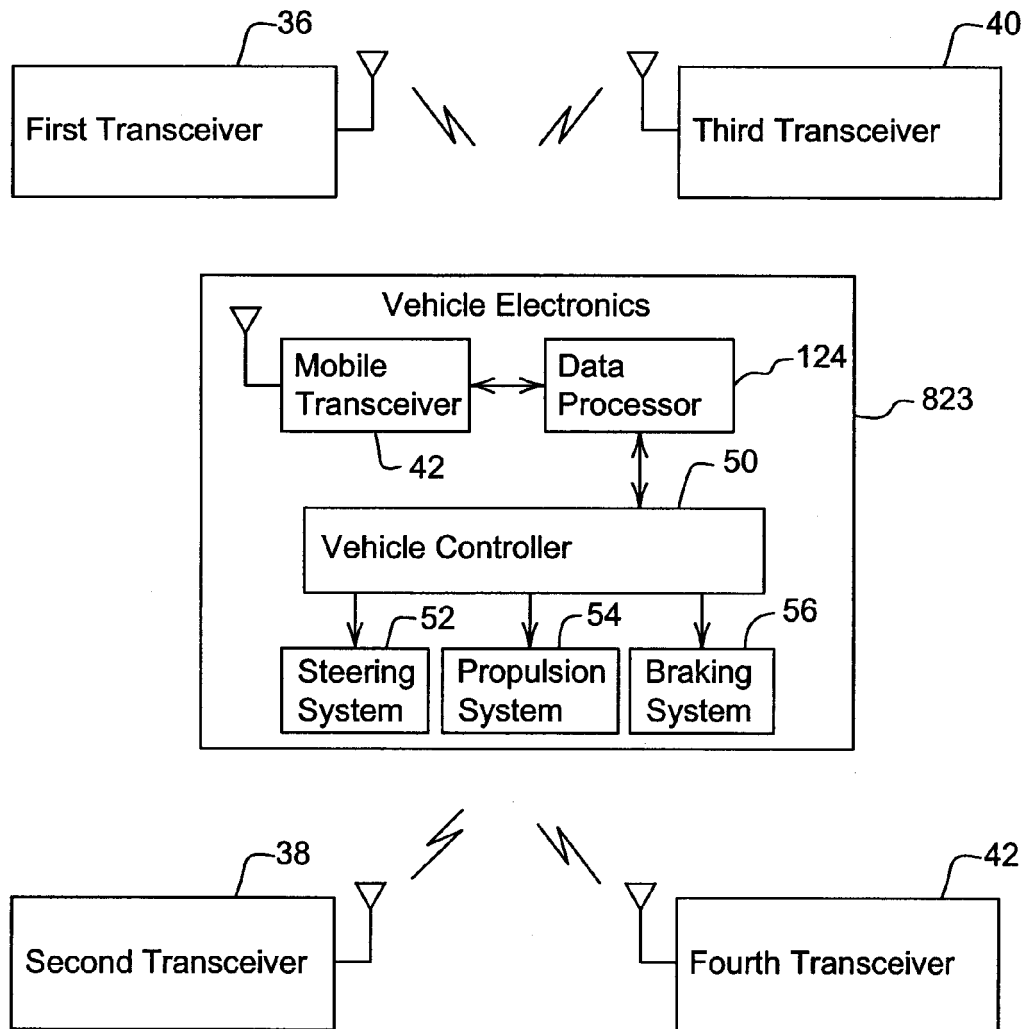 36
40
First Transceiver
Third Transceiver
Vehicle Electronics
Mobile
Transceiver
Data
Processor
124
823
42
50
Vehicle Controller
52
54
56
Steering
System
Propulsion
System
Braking
System
38
42
Second Transceiver
Fourth Transceiver